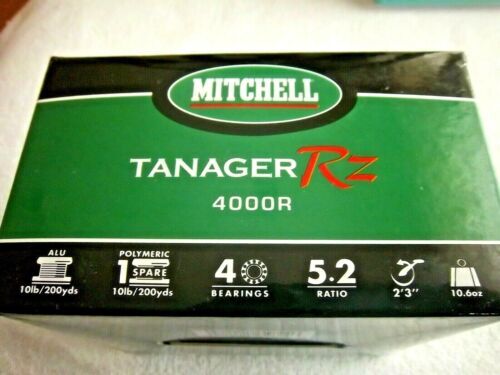 MITCHELL
TANAGER Rz
4000R
ALU
10lb/200yds
POLYMERIC
1 SPARE
10lb/200yds
4
BEARINGS
5.2
RATIO
2'3"
10.6oz